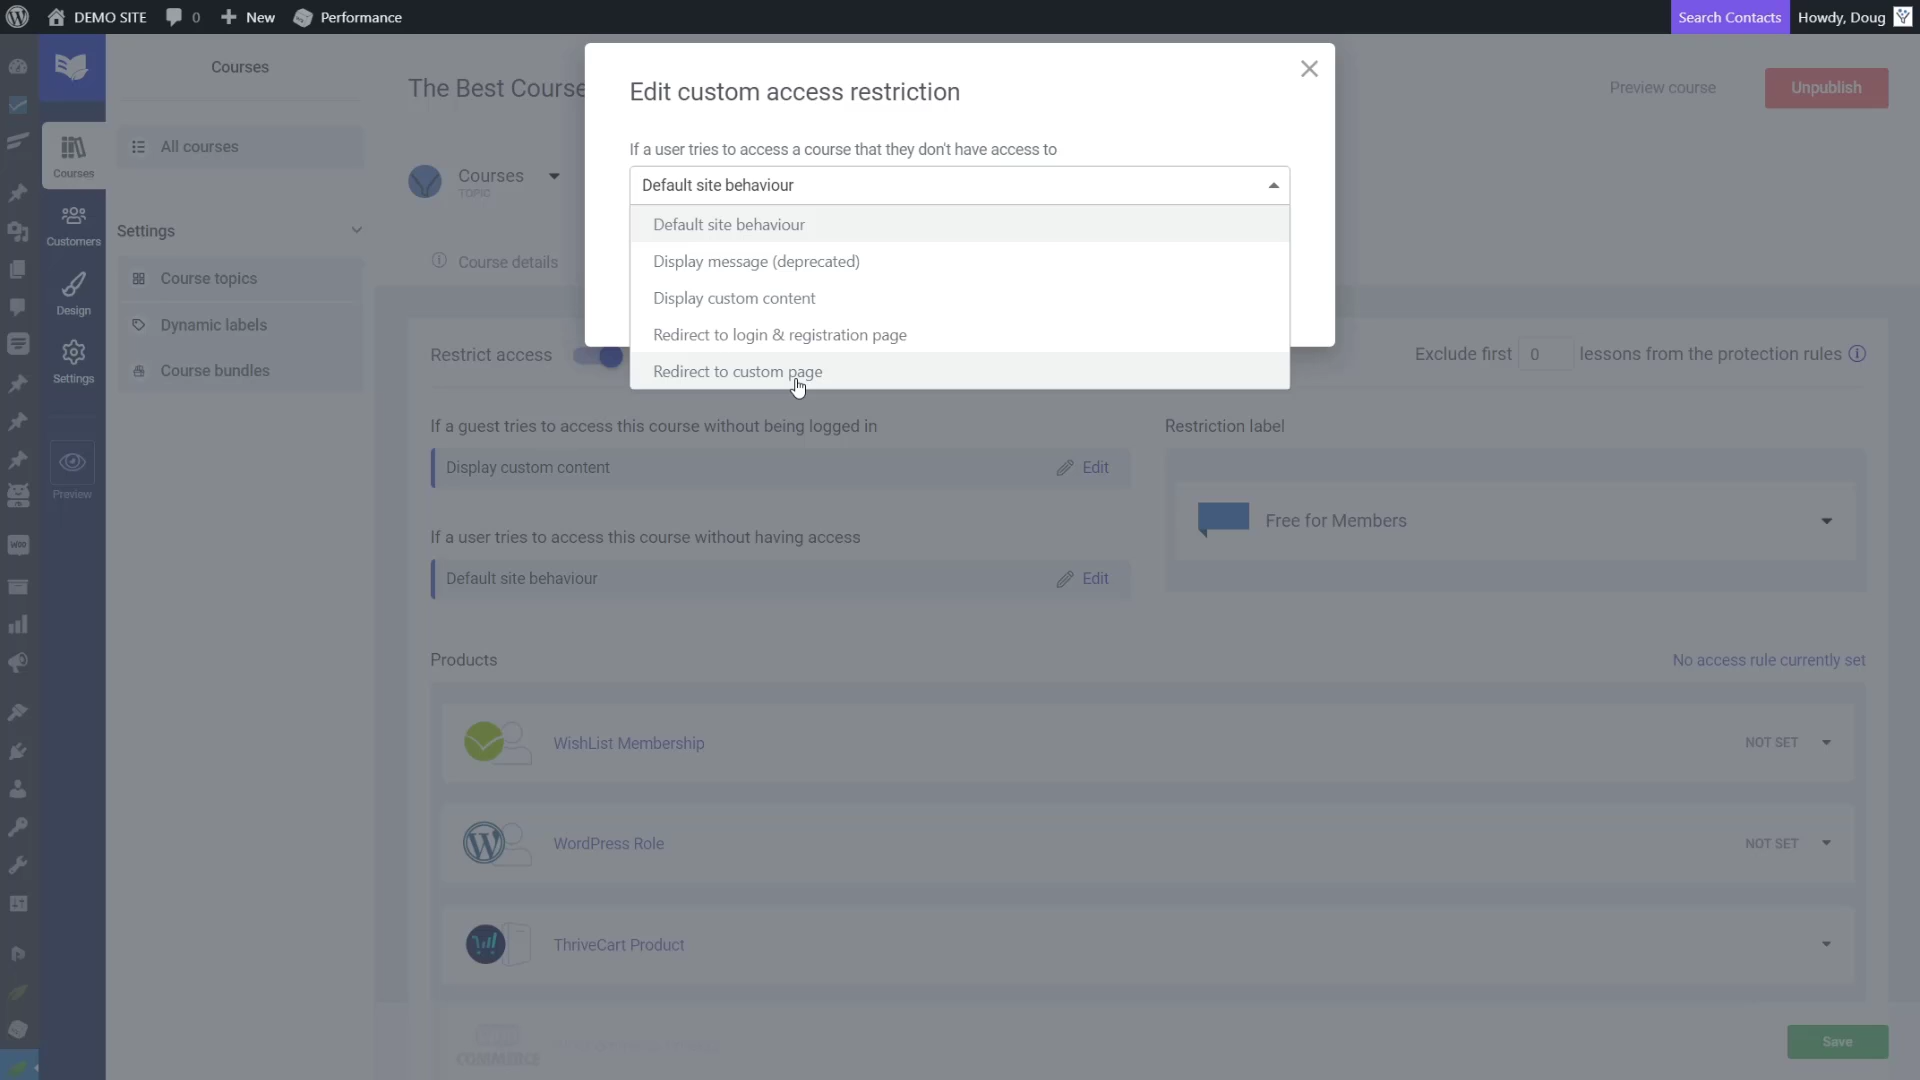 DEMO SITE
0
New
Performance
Search Contacts
Howdy, Doug
Courses
Customers
Design
Settings
Preview
Courses
All courses
Settings
Course topics
Dynamic labels
Course bundles
The Best Course
Preview course
Unpublish
Courses
TOPIC
Course details
Edit custom access restriction
If a user tries to access a course that they don't have access to
Default site behaviour
Default site behaviour
Display message (deprecated)
Display custom content
Redirect to login & registration page
Redirect to custom page
Restrict access
Exclude first 0 lessons from the protection rules
If a guest tries to access this course without being logged in
Display custom content
Edit
Restriction label
Free for Members
If a user tries to access this course without having access
Default site behaviour
Edit
Products
No access rule currently set
WishList Membership
NOT SET
WordPress Role
NOT SET
ThriveCart Product
COMMERCE
Save